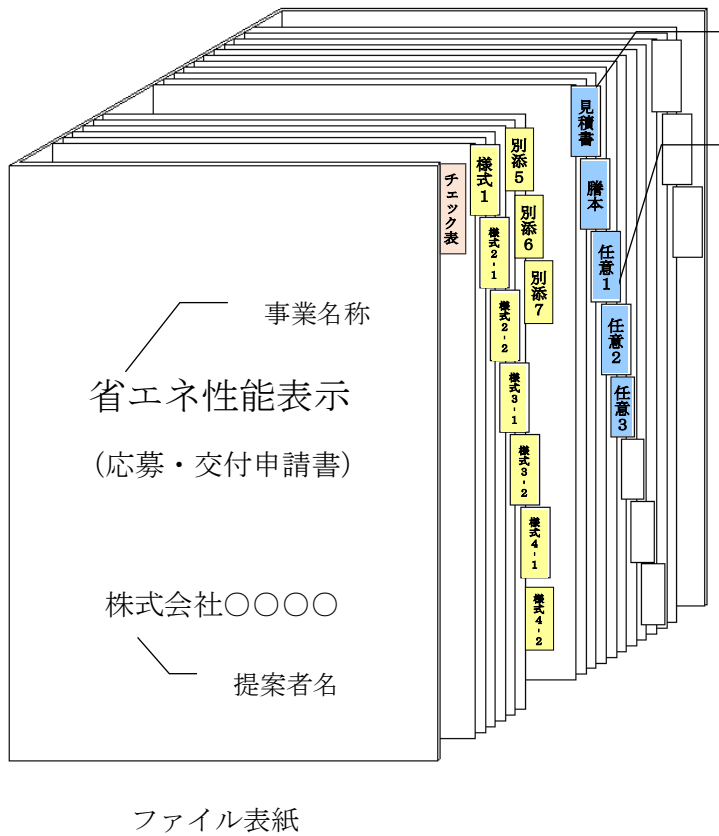 チェック表
様式1
様式2-1
様式2-2
様式3-1
様式3-2
様式4-1
様式4-2
別添5
別添6
別添7
見積書
謄本
任意1
任意2
任意3
事業名称
省エネ性能表示
(応募・交付申請書)
株式会社○○○○
提案者名
ファイル表紙